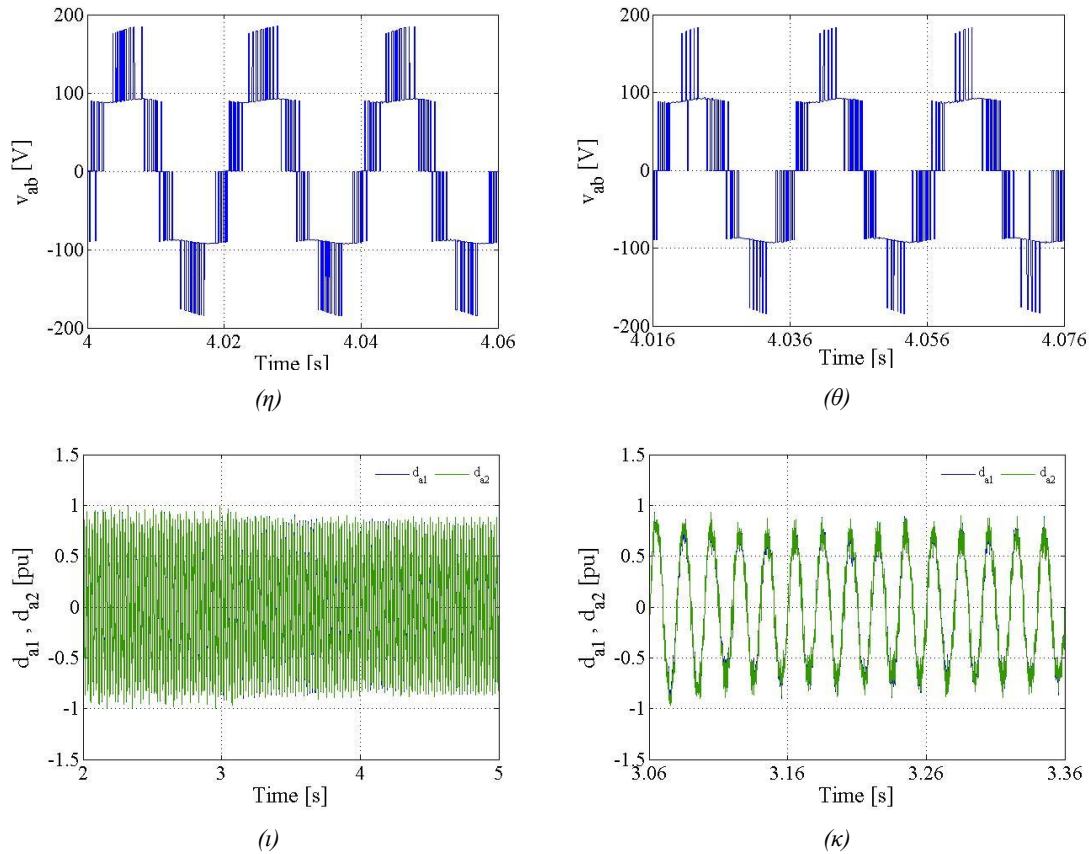 200
100
0
-100
-200
v_ab [V]
4
4.02
4.04
4.06
Time [s]
(η)
200
100
0
-100
-200
v_ab [V]
4.016
4.036
4.056
4.076
Time [s]
(θ)
1.5
1
0.5
0
-0.5
-1
-1.5
d_a1 , d_a2 [pu]
d_a1
d_a2
2
3
4
5
Time [s]
(ι)
1.5
1
0.5
0
-0.5
-1
-1.5
d_a1 , d_a2 [pu]
d_a1
d_a2
3.06
3.16
3.26
3.36
Time [s]
(κ)